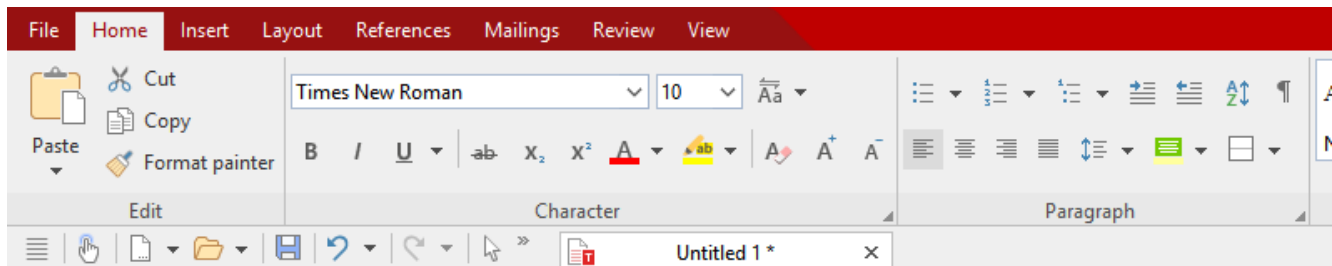 File Home Insert Layout References Mailings Review View
Cut
Times New Roman 10
Copy
Paste
Format painter
Edit Character Paragraph
Untitled 1 *